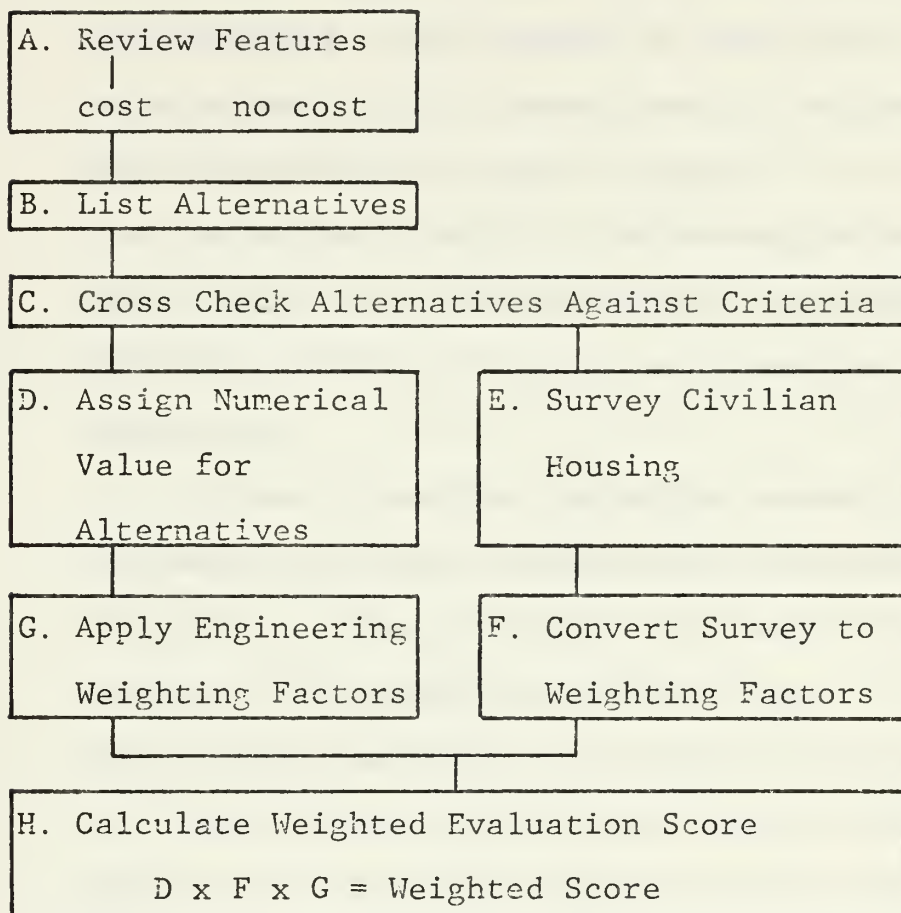 A. Review Features
cost no cost
B. List Alternatives
C. Cross Check Alternatives Against Criteria
D. Assign Numerical
Value for
Alternatives
E. Survey Civilian
Housing
G. Apply Engineering
Weighting Factors
F. Convert Survey to
Weighting Factors
H. Calculate Weighted Evaluation Score
D x F x G = Weighted Score